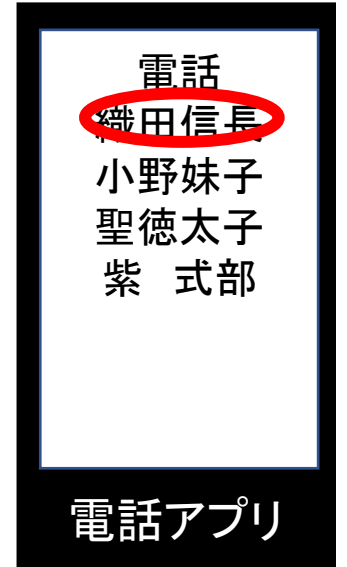 電話
織田信長
小野妹子
聖徳太子
紫　式部
電話アプリ